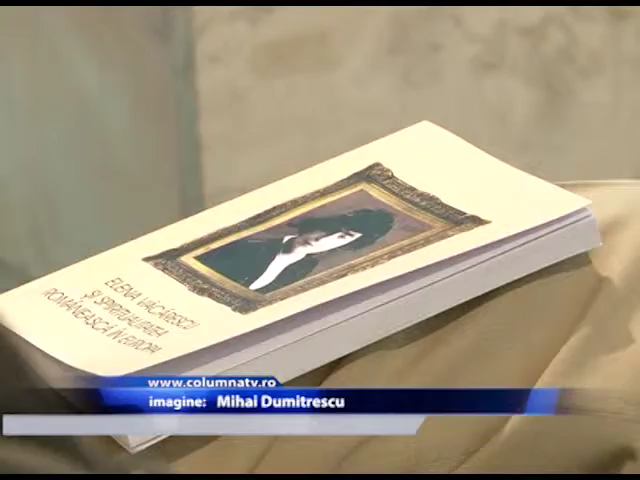 ELENA VĂCĂRESCU
ȘI SPIRITUALITATEA
ROMÂNEASCĂ ÎN EUROPA
www.columnatv.ro
imagine: Mihai Dumitrescu